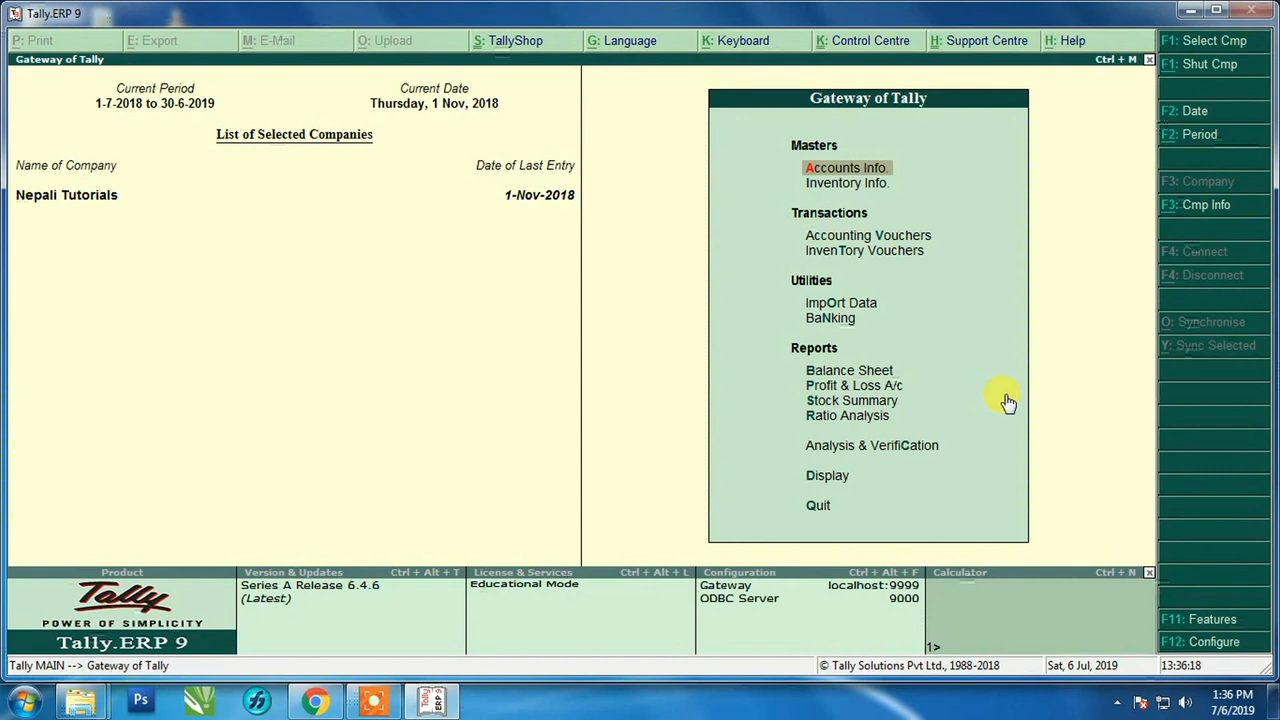 Tally.ERP 9
P: Print
E: Export
M: E-Mail
O: Upload
S: TallyShop
G: Language
K: Keyboard
K: Control Centre
H: Support Centre
H: Help
Gateway of Tally
Ctrl + M
Current Period
1-7-2018 to 30-6-2019
Current Date
Thursday, 1 Nov, 2018
List of Selected Companies
Name of Company
Date of Last Entry
Nepali Tutorials
1-Nov-2018
Gateway of Tally
Masters
Accounts Info.
Inventory Info.
Transactions
Accounting Vouchers
InvenTory Vouchers
Utilities
ImpOrt Data
BaNking
Reports
Balance Sheet
Profit & Loss A/c
Stock Summary
Ratio Analysis
Analysis & VerifiCation
Display
Quit
F1: Select Cmp
F1: Shut Cmp
F2: Date
F2: Period
F3: Company
F3: Cmp Info
F4: Connect
F4: Disconnect
O: Synchronise
Y: Sync Selected
F11: Features
F12: Configure
Product
Tally
POWER OF SIMPLICITY
Tally.ERP 9
Version & Updates
Ctrl + Alt + T
Series A Release 6.4.6
(Latest)
License & Services
Ctrl + Alt + L
Educational Mode
Configuration
Ctrl + Alt + F
Gateway
localhost:9999
ODBC Server
9000
Calculator
Ctrl + N
1>
Tally MAIN --> Gateway of Tally
© Tally Solutions Pvt Ltd., 1988-2018
Sat, 6 Jul, 2019
13:36:18
Ps
Tally
ERP 9
1:36 PM
7/6/2019